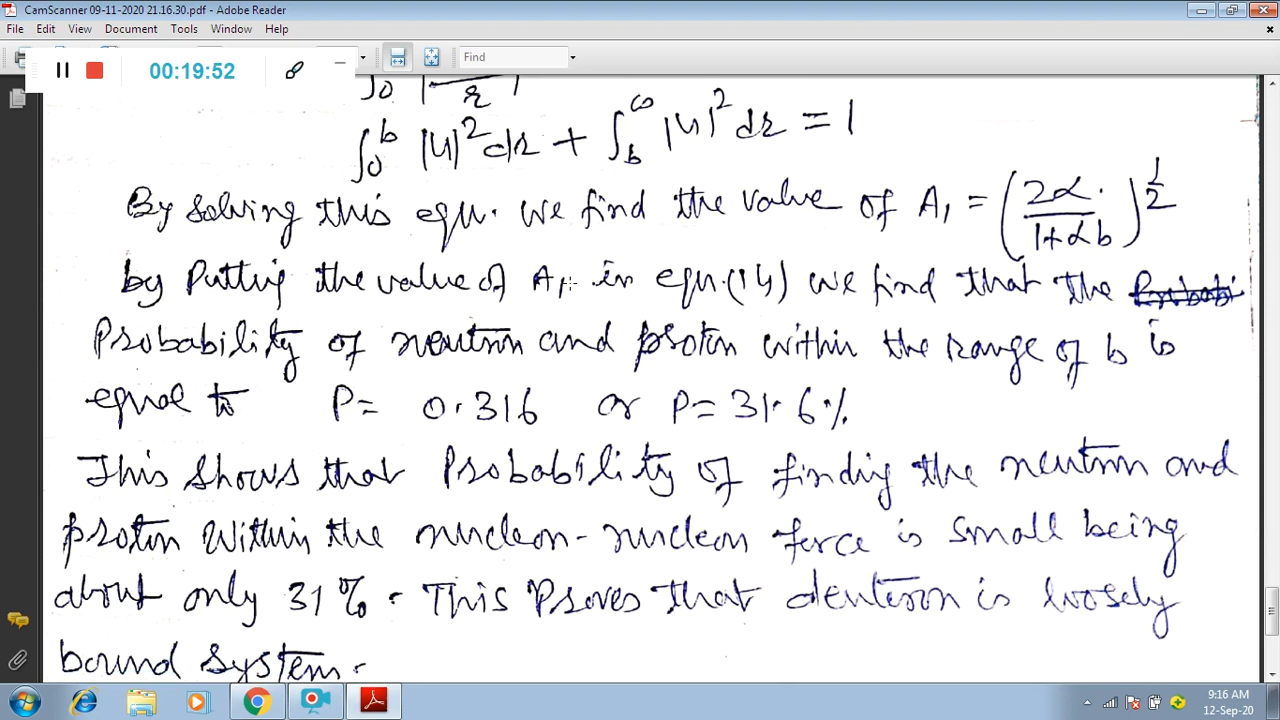 CamScanner 09-11-2020 21.16.30.pdf - Adobe Reader
File Edit View Document Tools Window Help
00:19:52
Find
∫₀ᵇ |u|² dr + ∫_b^∞ |u|² dr = 1
By solving this equ. we find the value of A₁ = (2α / 1+αb)^½
by Putting the value of A₁ in equ.(14) we find that the
Probability of neutron and proton within the range of b is
equal to P = 0.316 or P = 31.6%
This shows that Probability of finding the neutron and
proton within the nucleon-nucleon force is small being
about only 31%. This Proves that deuteron is loosely
bound system.
9:16 AM
12-Sep-20